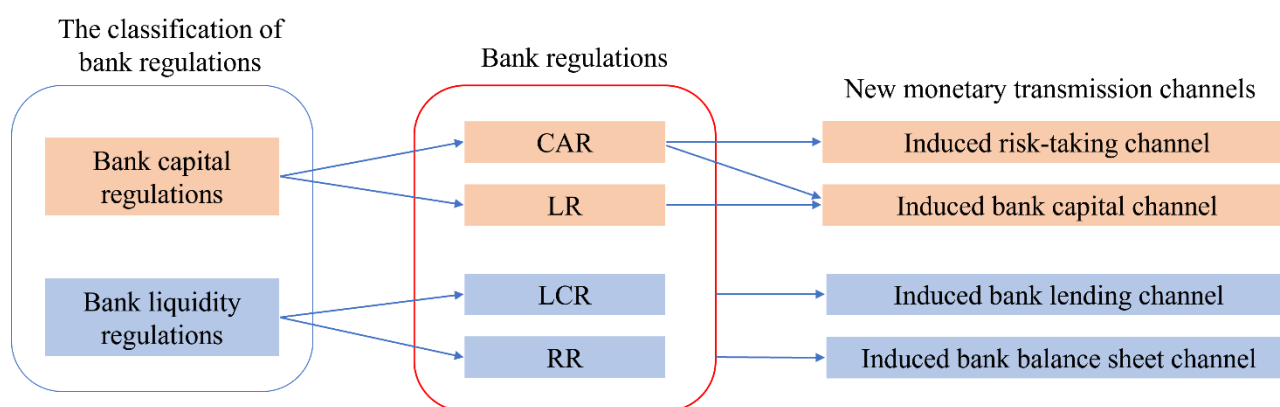 The classification of
bank regulations
Bank capital
regulations
Bank liquidity
regulations
Bank regulations
CAR
LR
LCR
RR
New monetary transmission channels
Induced risk-taking channel
Induced bank capital channel
Induced bank lending channel
Induced bank balance sheet channel